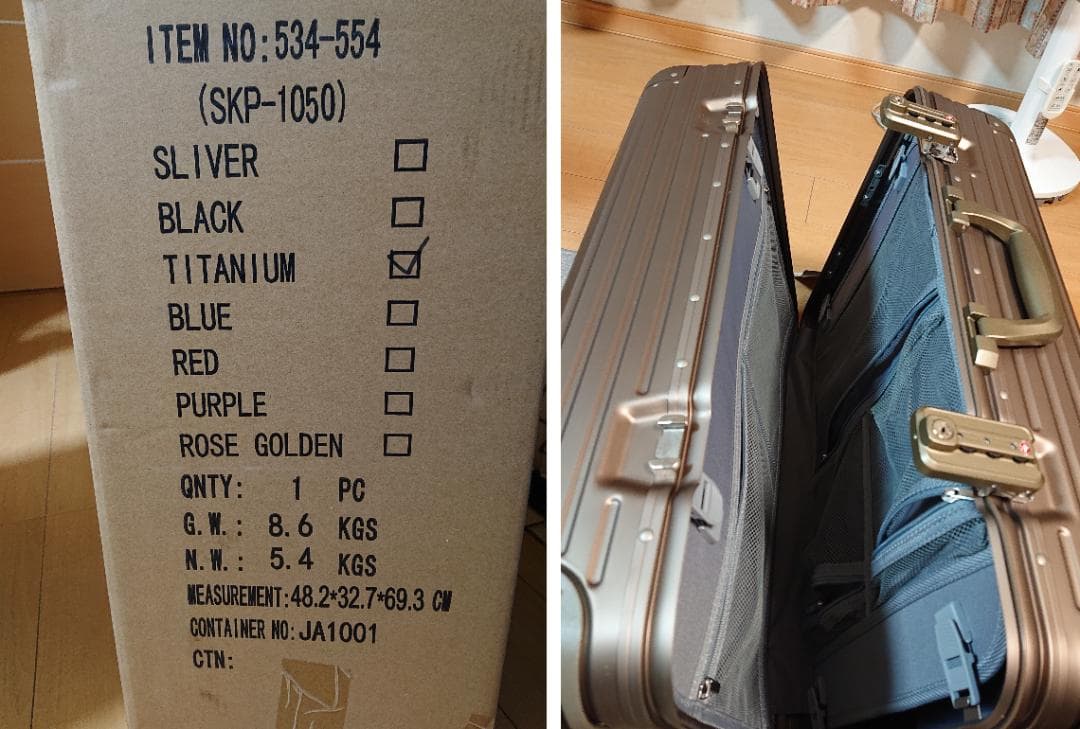 ITEM NO:534-554
(SKP-1050)
SLIVER
BLACK
TITANIUM
BLUE
RED
PURPLE
ROSE GOLDEN
QNTY: 1 PC
G.W.: 8.6 KGS
N.W.: 5.4 KGS
MEASUREMENT:48.2*32.7*69.3 CM
CONTAINER NO:JA1001
CTN: